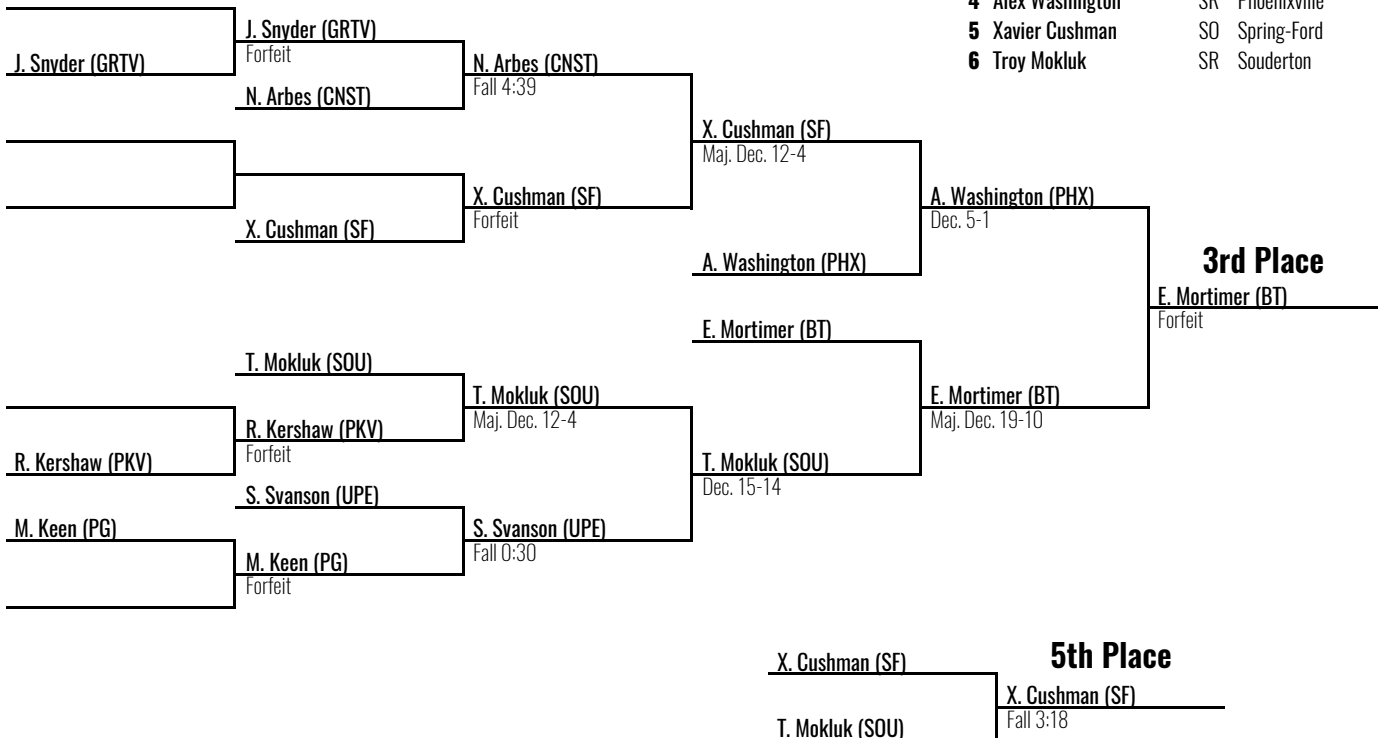 4 Alex Washington SR Phoenixville
J. Snyder (GRTV)
5 Xavier Cushman SO Spring-Ford
Forfeit
J. Snyder (GRTV)
N. Arbes (CNST)
6 Troy Mokluk SR Souderton
Fall 4:39
N. Arbes (CNST)
X. Cushman (SF)
Maj. Dec. 12-4
X. Cushman (SF)
A. Washington (PHX)
Forfeit
Dec. 5-1
X. Cushman (SF)
A. Washington (PHX)
3rd Place
E. Mortimer (BT)
Forfeit
E. Mortimer (BT)
T. Mokluk (SOU)
T. Mokluk (SOU)
E. Mortimer (BT)
Maj. Dec. 12-4
Maj. Dec. 19-10
R. Kershaw (PKV)
Forfeit
R. Kershaw (PKV)
T. Mokluk (SOU)
Dec. 15-14
S. Svanson (UPE)
M. Keen (PG)
S. Svanson (UPE)
Fall 0:30
M. Keen (PG)
Forfeit
5th Place
X. Cushman (SF)
X. Cushman (SF)
Fall 3:18
T. Mokluk (SOU)